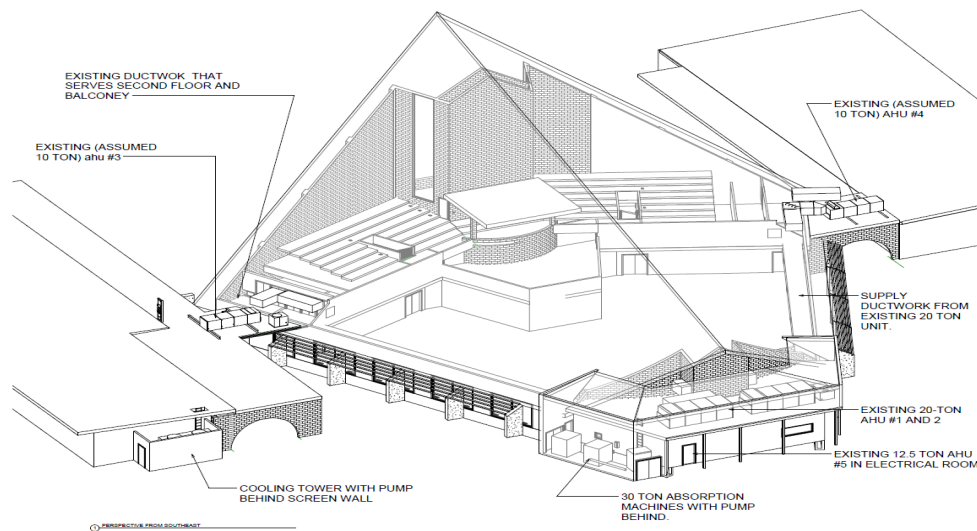 EXISTING DUCTWOK THAT
SERVES SECOND FLOOR AND
BALCONEY
EXISTING (ASSUMED
10 TON) ahu #3
EXISTING (ASSUMED
10 TON) AHU #4
SUPPLY
DUCTWORK FROM
EXISTING 20 TON
UNIT.
EXISTING 20-TON
AHU #1 AND 2
EXISTING 12.5 TON AHU
#5 IN ELECTRICAL ROOM
COOLING TOWER WITH PUMP
BEHIND SCREEN WALL
30 TON ABSORPTION
MACHINES WITH PUMP
BEHIND.
1 PERSPECTIVE FROM SOUTHEAST